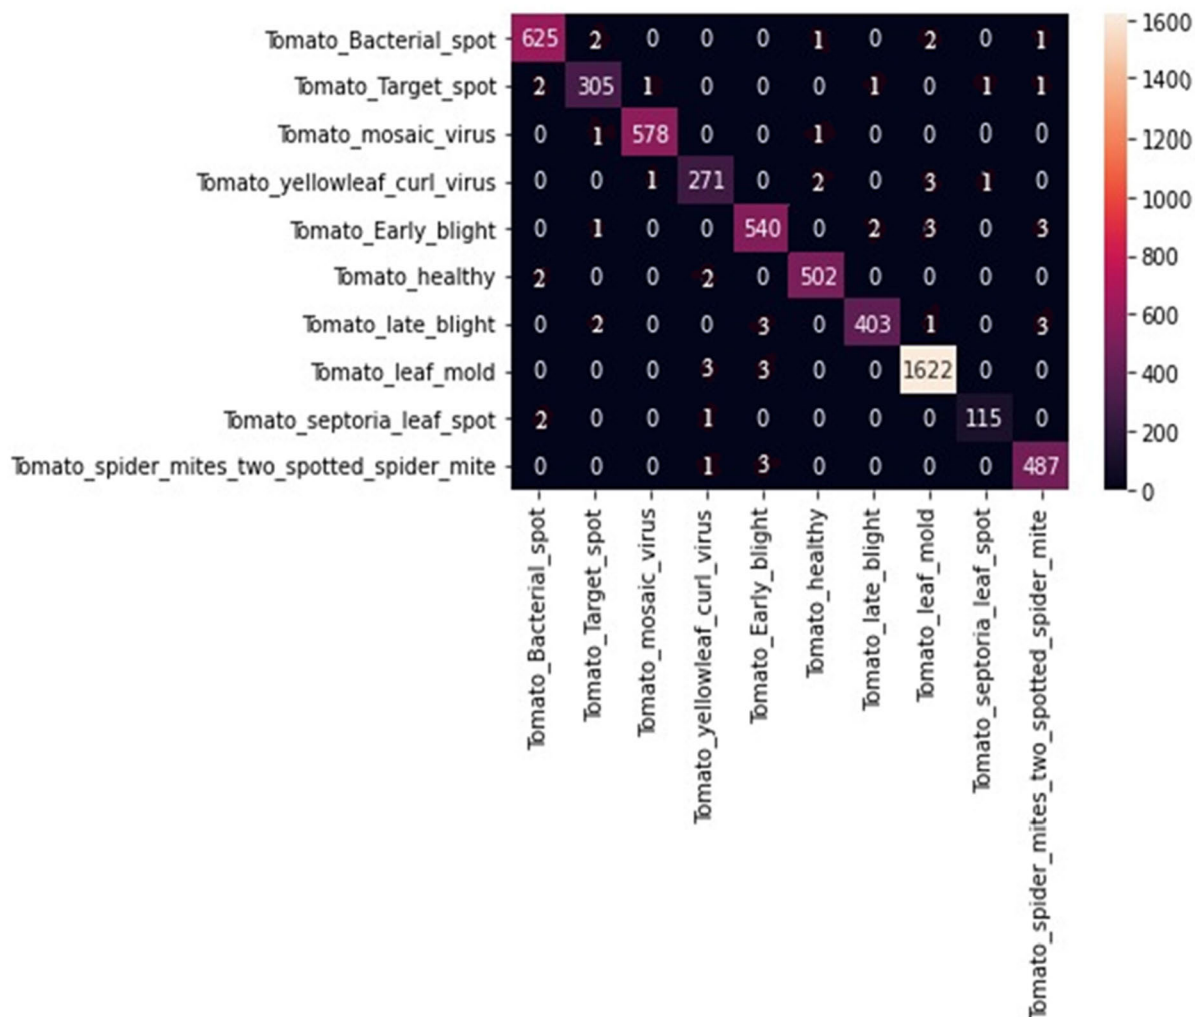 Tomato_Bacterial_spot 625 2 0 0 0 1 0 2 0 1
Tomato_Target_spot 2 305 1 0 0 0 1 0 1 1
Tomato_mosaic_virus 0 1 578 0 0 1 0 0 0 0
Tomato_yellowleaf_curl_virus 0 0 1 271 0 2 0 3 1 0
Tomato_Early_blight 0 1 0 0 540 0 2 3 0 3
Tomato_healthy 2 0 0 2 0 502 0 0 0 0
Tomato_late_blight 0 2 0 0 3 0 403 1 0 3
Tomato_leaf_mold 0 0 0 3 3 0 0 1622 0 0
Tomato_septoria_leaf_spot 2 0 0 1 0 0 0 0 115 0
Tomato_spider_mites_two_spotted_spider_mite 0 0 0 1 3 0 0 0 0 487
Tomato_Bacterial_spot
Tomato_Target_spot
Tomato_mosaic_virus
Tomato_yellowleaf_curl_virus
Tomato_Early_blight
Tomato_healthy
Tomato_late_blight
Tomato_leaf_mold
Tomato_septoria_leaf_spot
Tomato_spider_mites_two_spotted_spider_mite
1600
1400
1200
1000
800
600
400
200
0